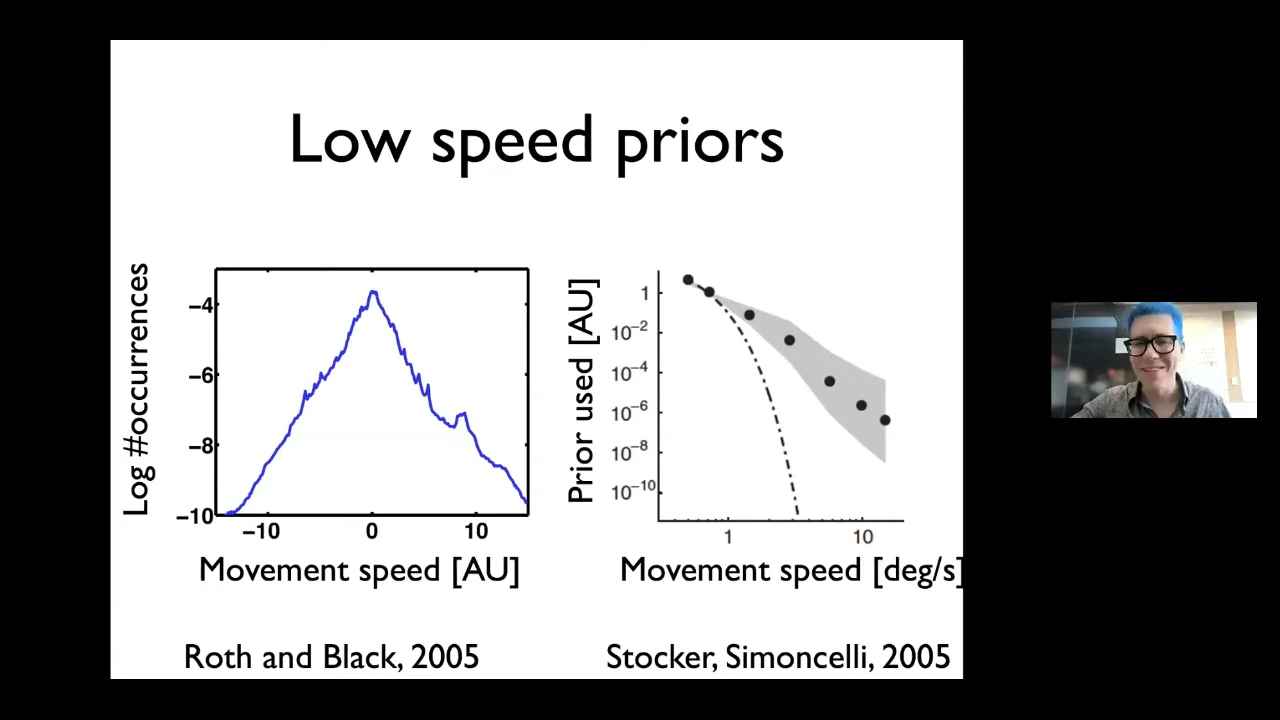 Low speed priors
Log #occurrences
−4
−6
−8
−10
−10 0 10
Movement speed [AU]
Roth and Black, 2005
Prior used [AU]
1
10−2
10−4
10−6
10−8
10−10
1 10
Movement speed [deg/s]
Stocker, Simoncelli, 2005